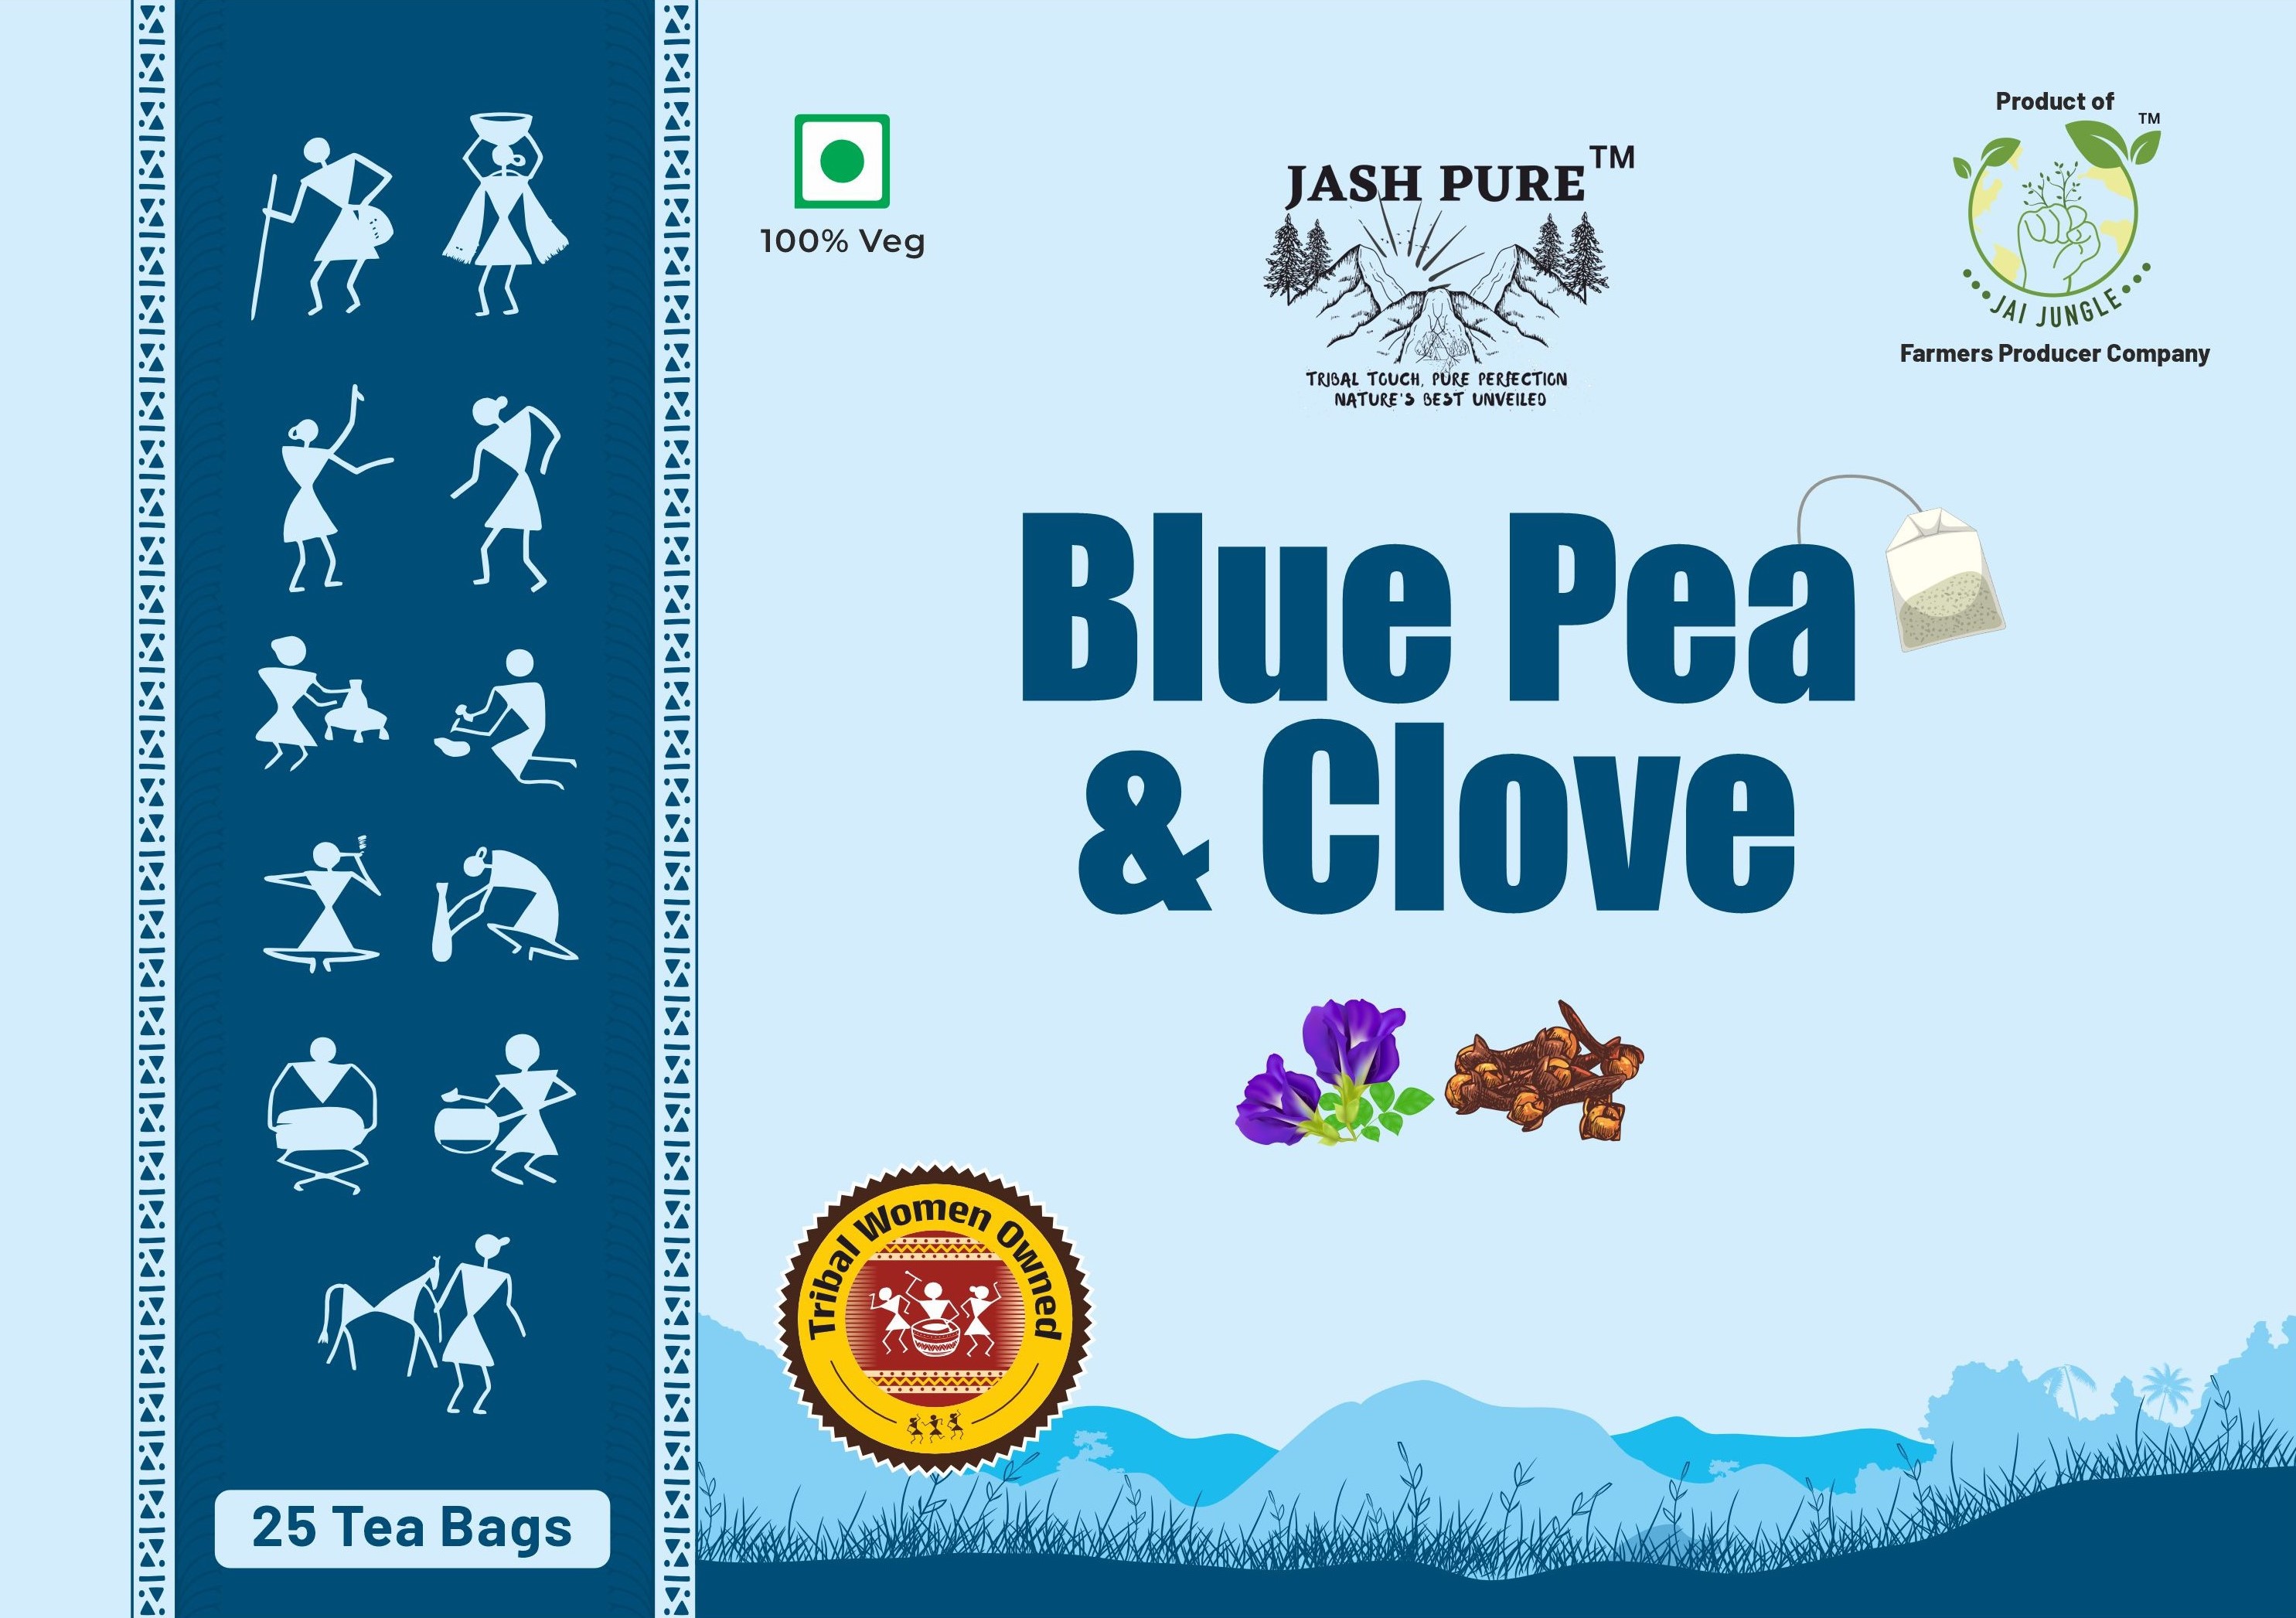 100% Veg
JASH PURE™
TRIBAL TOUCH, PURE PERFECTION
NATURE'S BEST UNVEILED
Product of
TM
JAI JUNGLE
Farmers Producer Company
Blue Pea
& Clove
Tribal Women Owned
25 Tea Bags